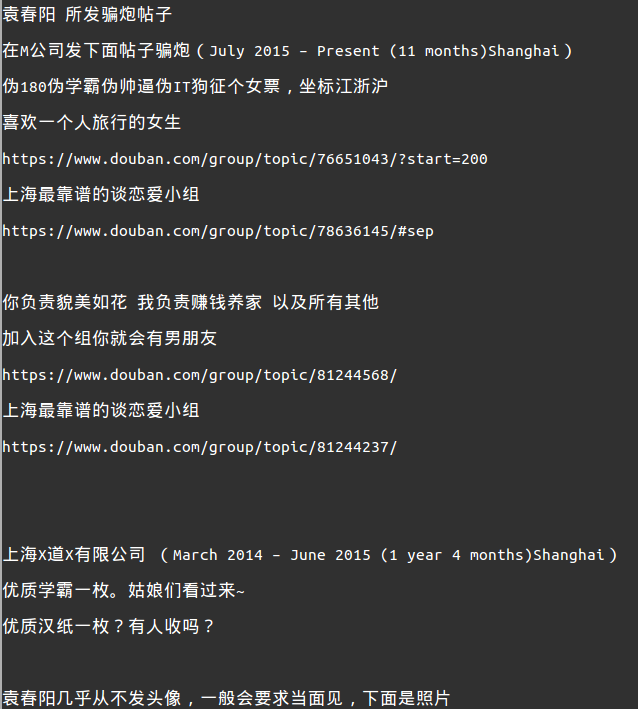 袁春阳 所发骗炮帖子
在M公司发下面帖子骗炮（July 2015 – Present (11 months)Shanghai）
伪180伪学霸伪帅逼伪IT狗征个女票，坐标江浙沪
喜欢一个人旅行的女生
https://www.douban.com/group/topic/76651043/?start=200
上海最靠谱的谈恋爱小组
https://www.douban.com/group/topic/78636145/#sep
你负责貌美如花 我负责赚钱养家 以及所有其他
加入这个组你就会有男朋友
https://www.douban.com/group/topic/81244568/
上海最靠谱的谈恋爱小组
https://www.douban.com/group/topic/81244237/
上海X道X有限公司 （March 2014 – June 2015 (1 year 4 months)Shanghai）
优质学霸一枚。姑娘们看过来~
优质汉纸一枚？有人收吗？
袁春阳几乎从不发头像，一般会要求当面见，下面是照片